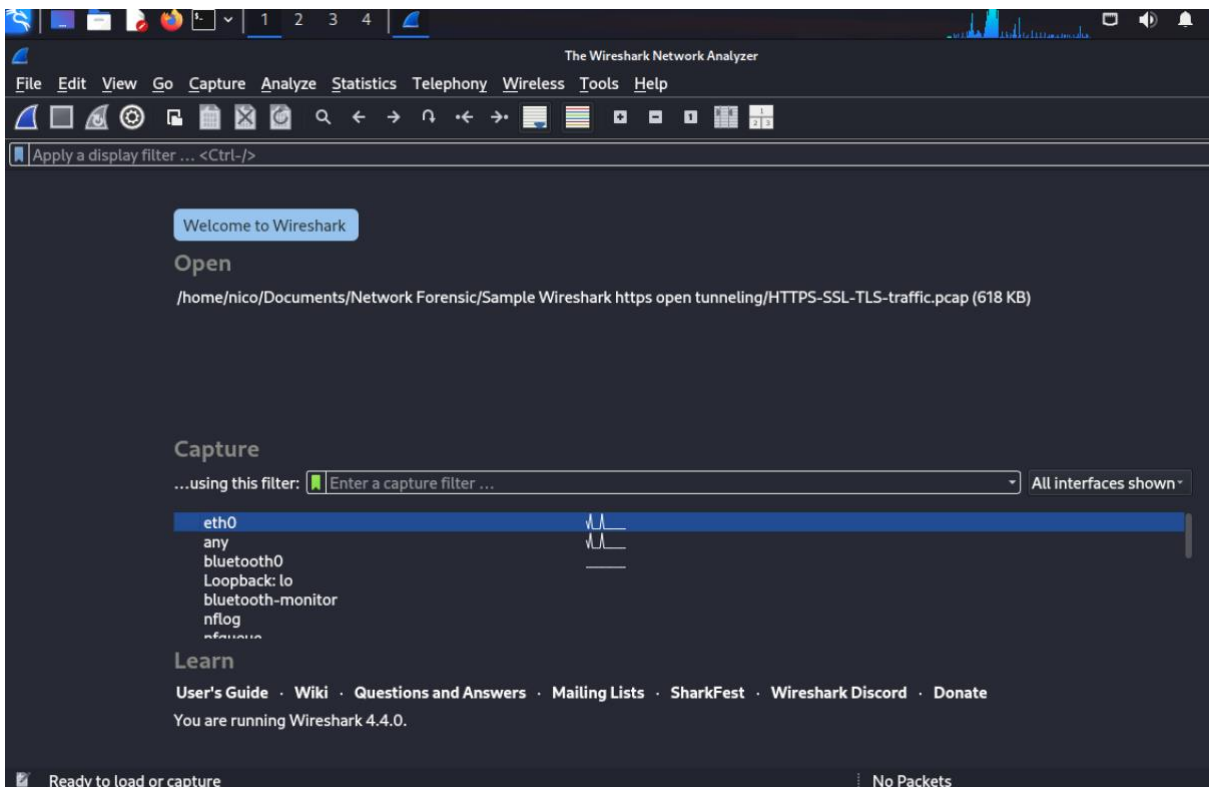 1 2 3 4
The Wireshark Network Analyzer
File Edit View Go Capture Analyze Statistics Telephony Wireless Tools Help
Apply a display filter ... <Ctrl-/>
Welcome to Wireshark
Open
/home/nico/Documents/Network Forensic/Sample Wireshark https open tunneling/HTTPS-SSL-TLS-traffic.pcap (618 KB)
Capture
...using this filter: Enter a capture filter ... All interfaces shown
eth0
any
bluetooth0
Loopback: lo
bluetooth-monitor
nflog
Learn
User's Guide · Wiki · Questions and Answers · Mailing Lists · SharkFest · Wireshark Discord · Donate
You are running Wireshark 4.4.0.
Ready to load or capture No Packets